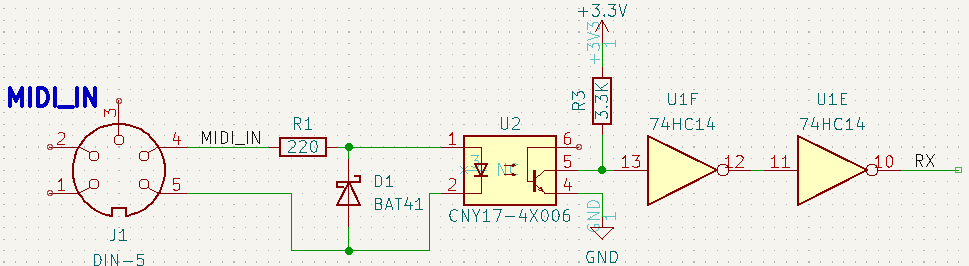 +3.3V
+3V3
1
R3
3.3K
MIDI_IN
3
2
4
1
5
J1
DIN-5
MIDI_IN
R1
220
D1
BAT41
U2
1
2
3
NC
6
5
4
CNY17-4X006
GND
1
GND
U1F
74HC14
13
12
U1E
74HC14
11
10
RX